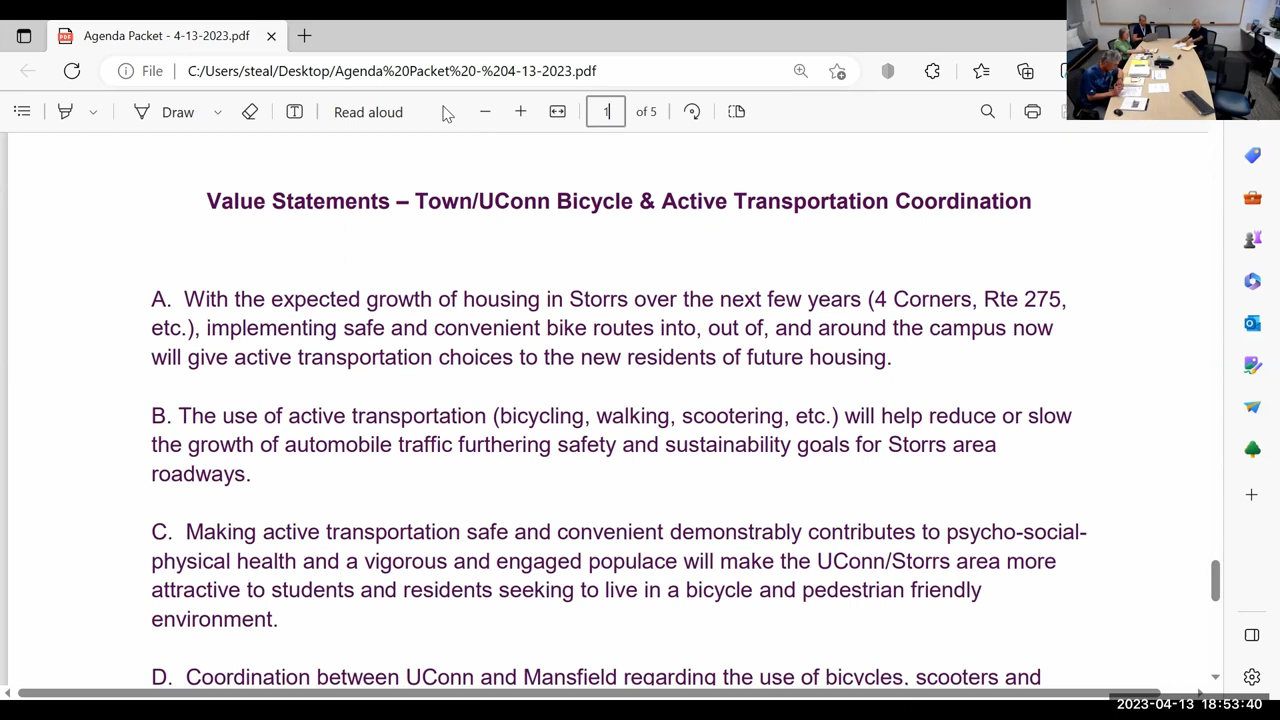 Agenda Packet - 4-13-2023.pdf
File C:/Users/steal/Desktop/Agenda%20Packet%20-%204-13-2023.pdf
Draw Read aloud 1 of 5
Value Statements – Town/UConn Bicycle & Active Transportation Coordination
A. With the expected growth of housing in Storrs over the next few years (4 Corners, Rte 275,
etc.), implementing safe and convenient bike routes into, out of, and around the campus now
will give active transportation choices to the new residents of future housing.
B. The use of active transportation (bicycling, walking, scootering, etc.) will help reduce or slow
the growth of automobile traffic furthering safety and sustainability goals for Storrs area
roadways.
C. Making active transportation safe and convenient demonstrably contributes to psycho-social-
physical health and a vigorous and engaged populace will make the UConn/Storrs area more
attractive to students and residents seeking to live in a bicycle and pedestrian friendly
environment.
D. Coordination between UConn and Mansfield regarding the use of bicycles, scooters and
2023-04-13 18:53:40